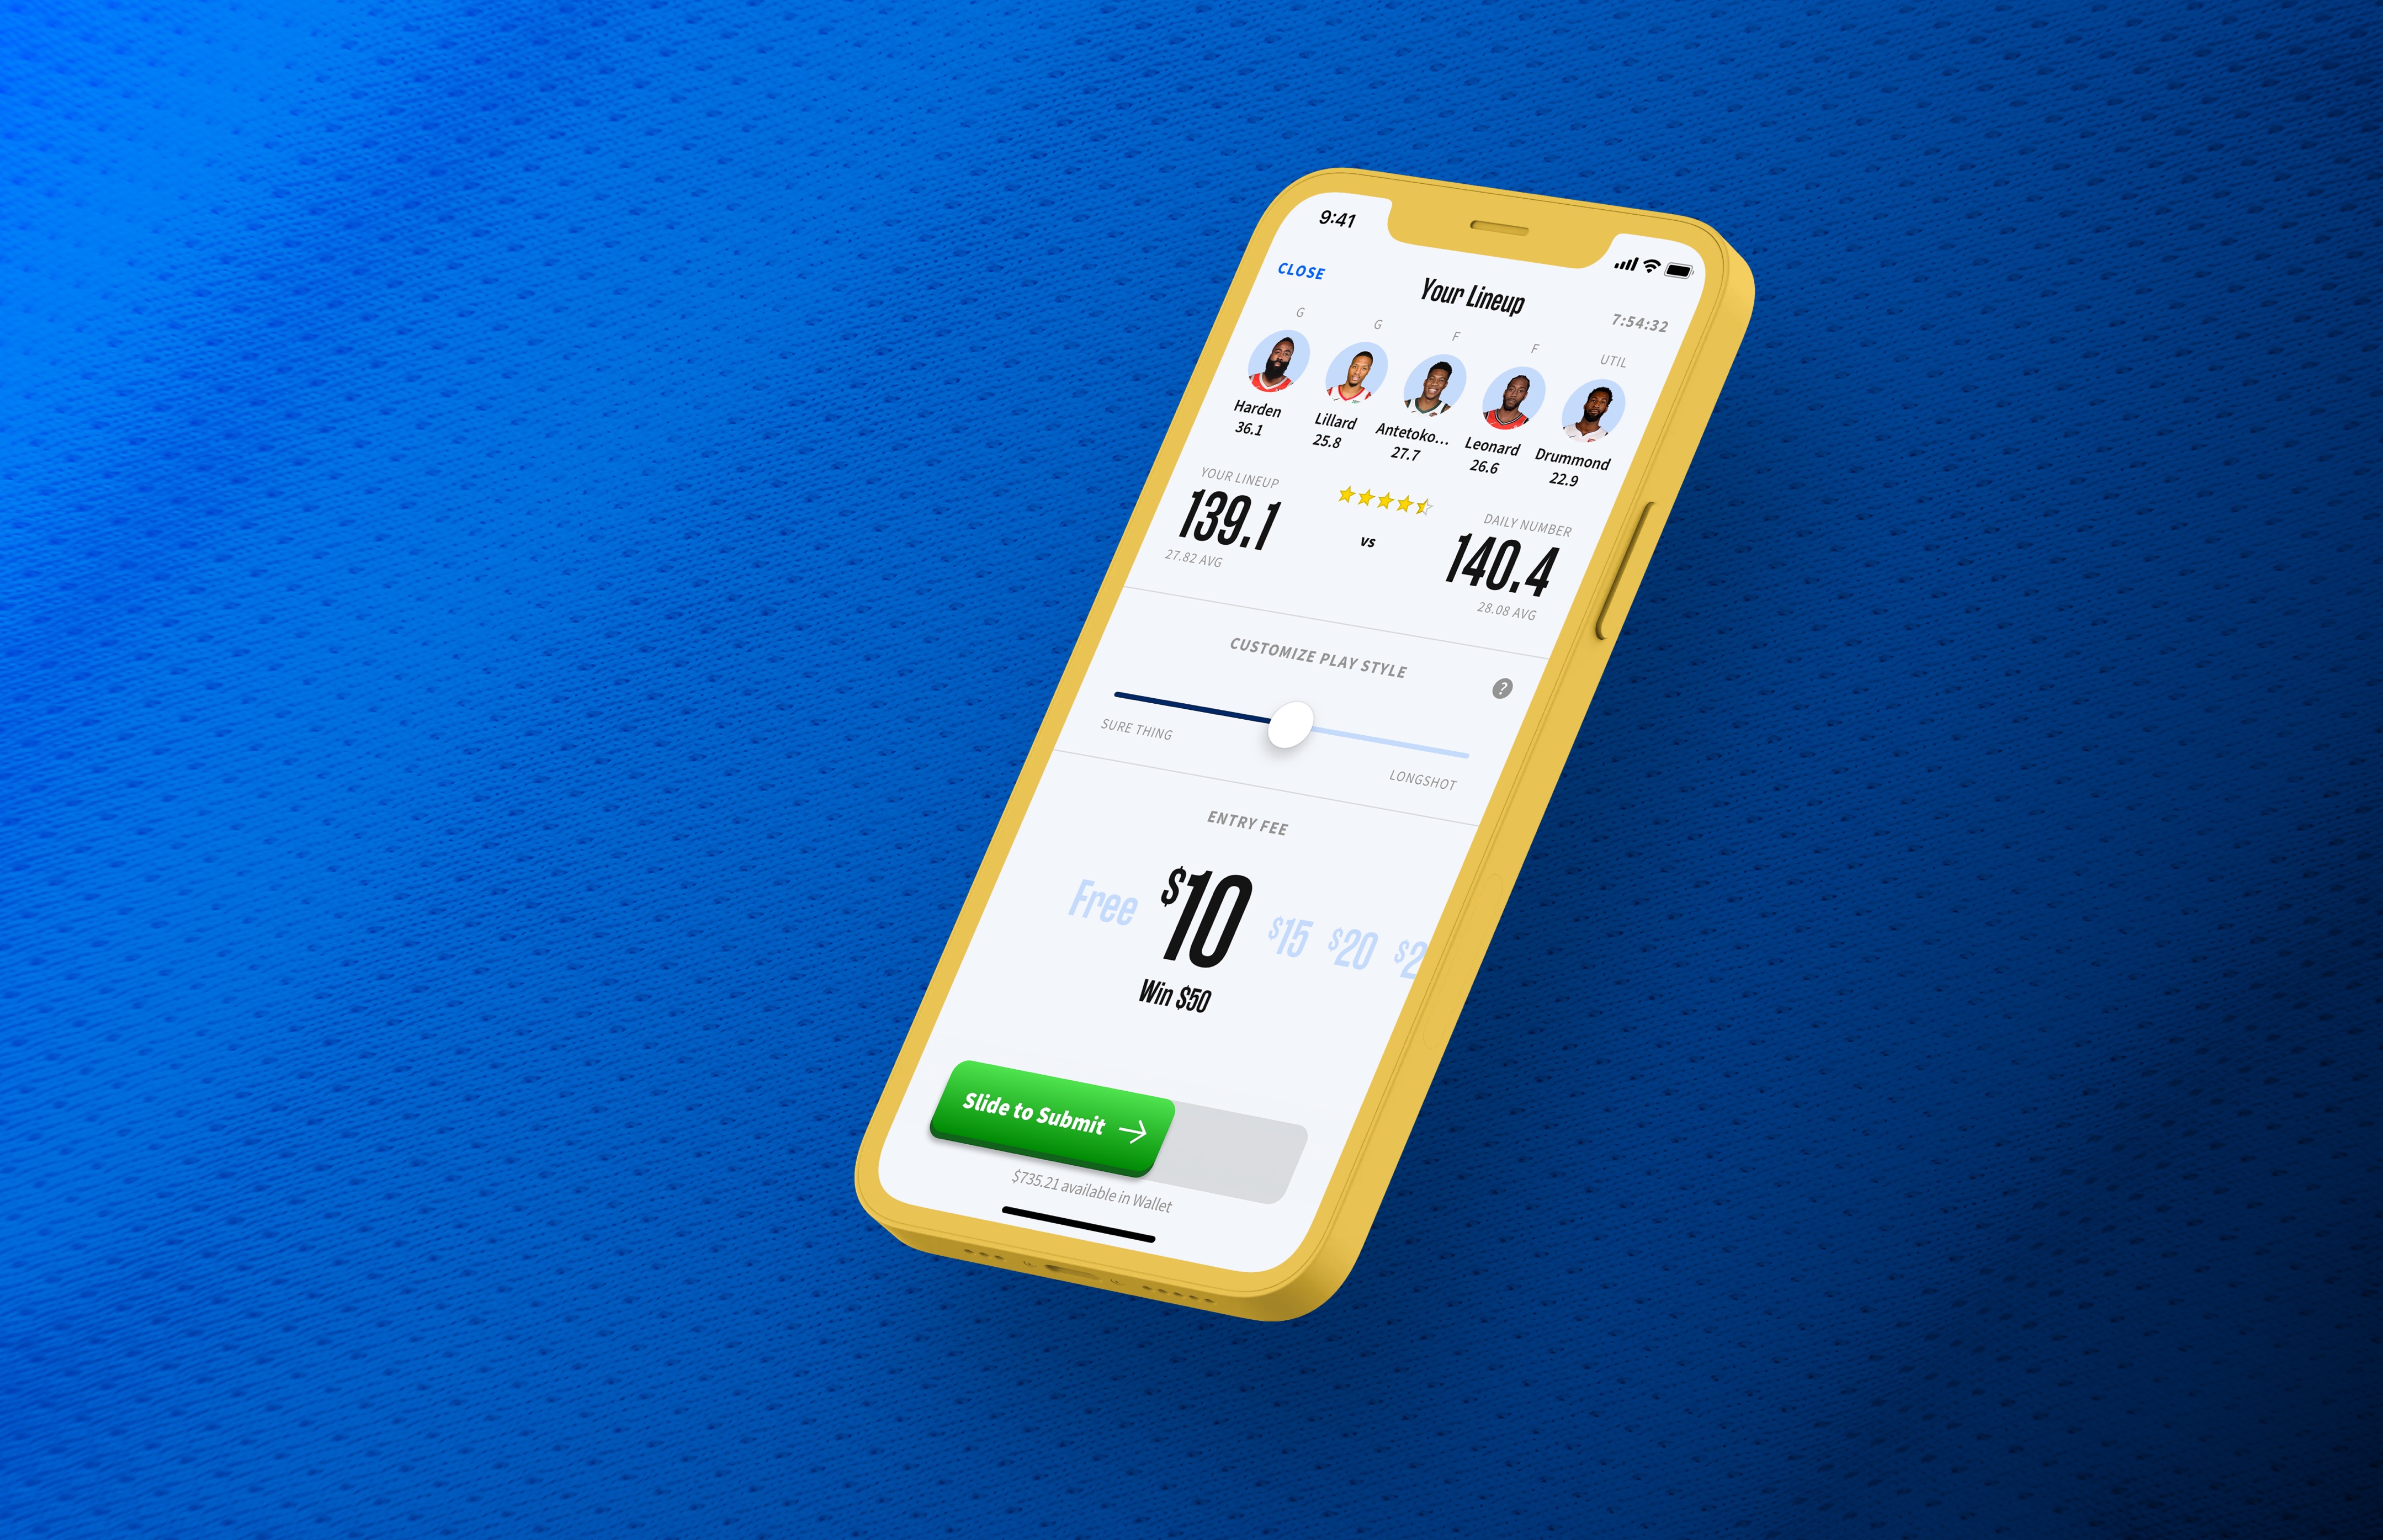 9:41
CLOSE
Your Lineup
7:54:32
G G F F UTIL
Harden Lillard Antetoko... Leonard Drummond
36.1 25.8 27.7 26.6 22.9
YOUR LINEUP
139.1
27.82 AVG
vs
DAILY NUMBER
140.4
28.08 AVG
CUSTOMIZE PLAY STYLE
?
SURE THING
LONGSHOT
ENTRY FEE
Free $10 $15 $20 $2
Win $50
Slide to Submit →
$735.21 available in Wallet